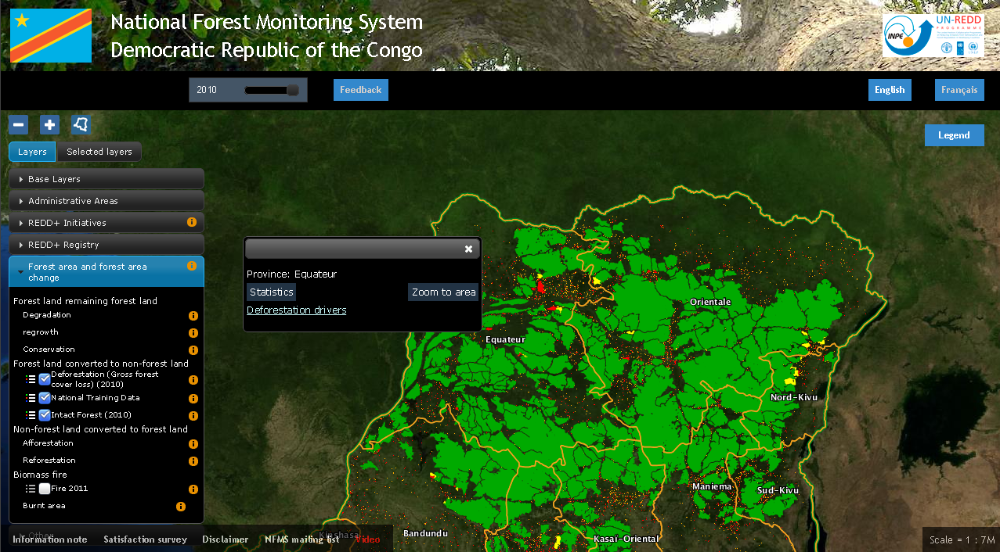 National Forest Monitoring System
Democratic Republic of the Congo
INPE
UN-REDD
PROGRAMME
2010
Feedback
English
Français
Legend
Layers
Selected layers
Base Layers
Administrative Areas
REDD+ Initiatives
REDD+ Registry
Forest area and forest area
change
Forest land remaining forest land
Degradation
regrowth
Conservation
Forest land converted to non-forest land
Deforestation (Gross forest
cover loss) (2010)
National Training Data
Intact Forest (2010)
Non-forest land converted to forest land
Afforestation
Reforestation
Biomass fire
Fire 2011
Burnt area
Other
Province: Equateur
Statistics
Zoom to area
Deforestation drivers
Orientale
Equateur
Nord-Kivu
Maniema
Sud-Kivu
Kinshasa
Bandundu
Kasai-Oriental
Information note
Satisfaction survey
Disclaimer
NFMS mailing list
Video
Scale = 1 : 7M